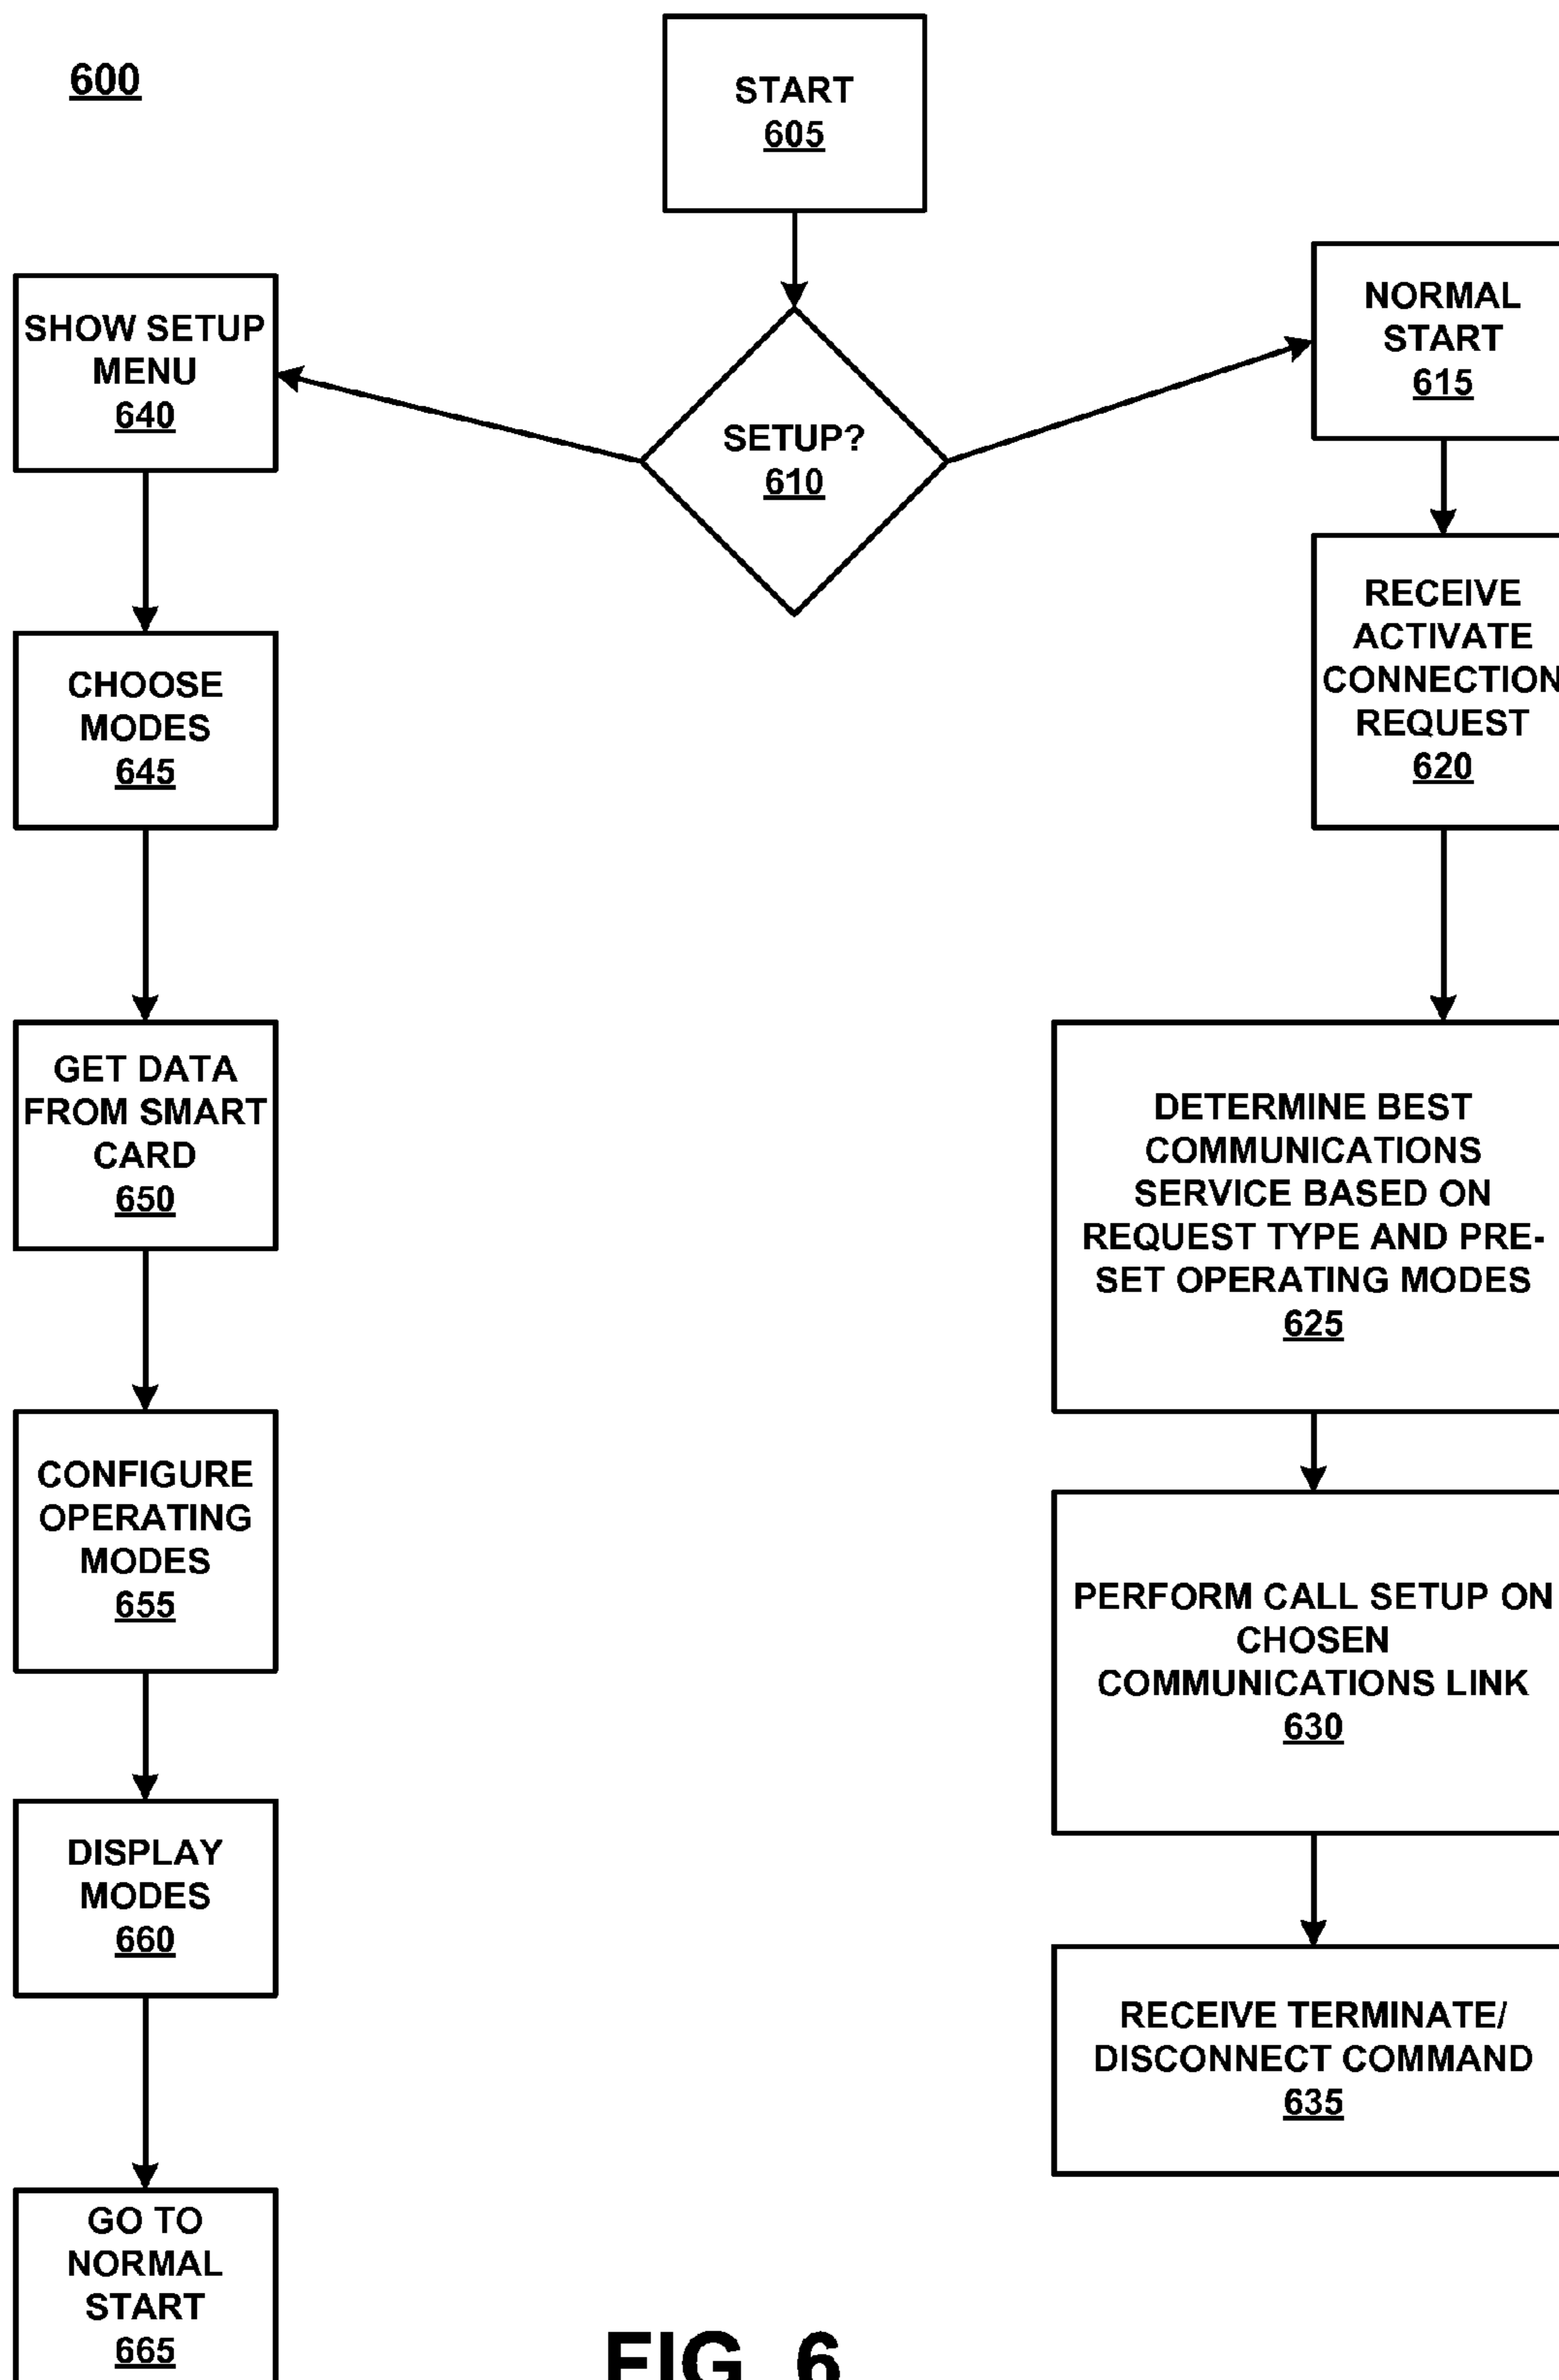 600
START
605
SETUP?
610
SHOW SETUP
MENU
640
CHOOSE
MODES
645
GET DATA
FROM SMART
CARD
650
CONFIGURE
OPERATING
MODES
655
DISPLAY
MODES
660
GO TO
NORMAL
START
665
NORMAL
START
615
RECEIVE
ACTIVATE
CONNECTION
REQUEST
620
DETERMINE BEST
COMMUNICATIONS
SERVICE BASED ON
REQUEST TYPE AND PRE-
SET OPERATING MODES
625
PERFORM CALL SETUP ON
CHOSEN
COMMUNICATIONS LINK
630
RECEIVE TERMINATE/
DISCONNECT COMMAND
635
FIG. 6